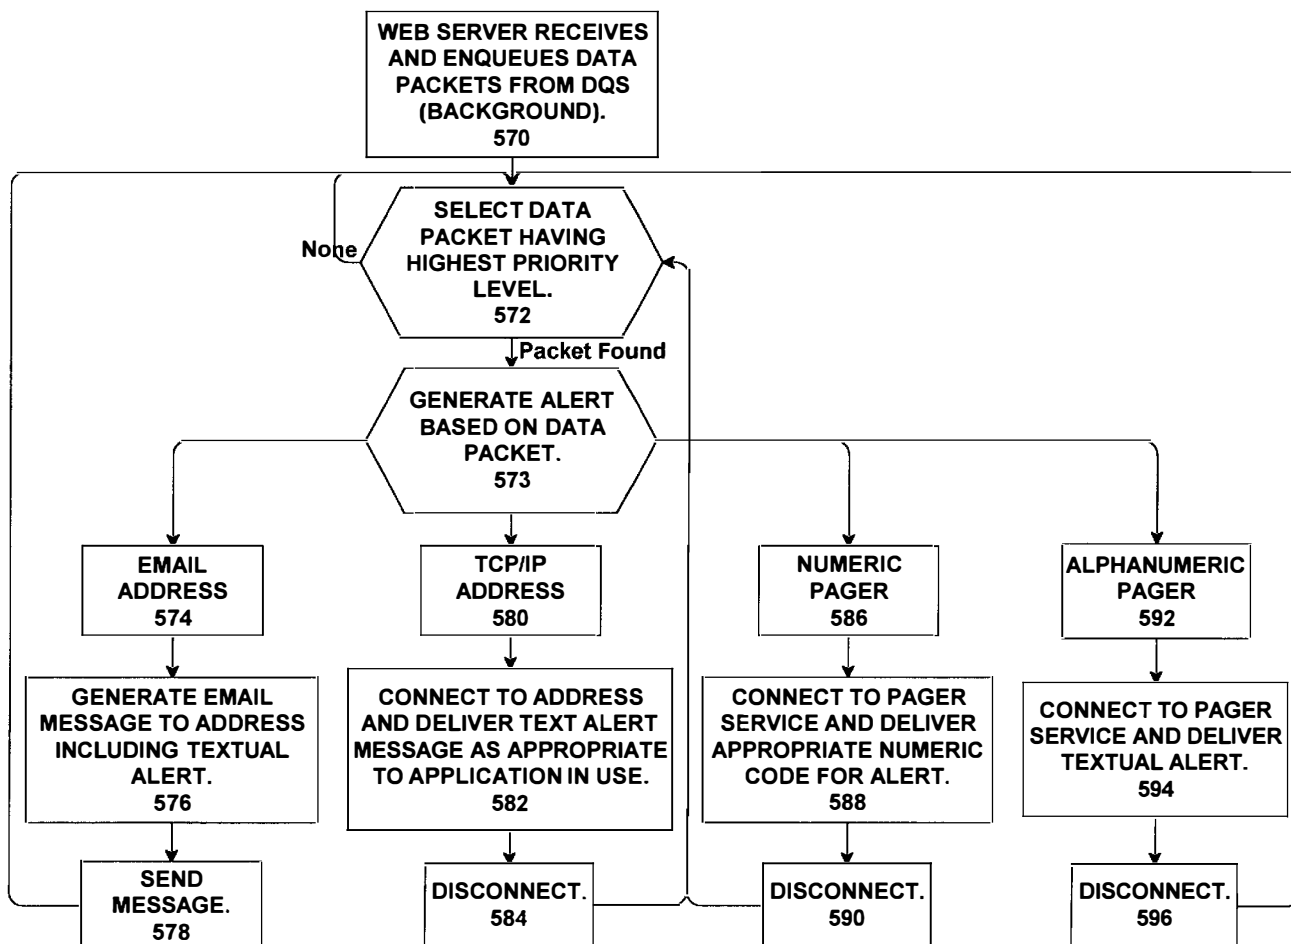 WEB SERVER RECEIVES
AND ENQUEUES DATA
PACKETS FROM DQS
(BACKGROUND).
570
None
SELECT DATA
PACKET HAVING
HIGHEST PRIORITY
LEVEL.
572
Packet Found
GENERATE ALERT
BASED ON DATA
PACKET.
573
EMAIL
ADDRESS
574
TCP/IP
ADDRESS
580
NUMERIC
PAGER
586
ALPHANUMERIC
PAGER
592
GENERATE EMAIL
MESSAGE TO ADDRESS
INCLUDING TEXTUAL
ALERT.
576
CONNECT TO ADDRESS
AND DELIVER TEXT ALERT
MESSAGE AS APPROPRIATE
TO APPLICATION IN USE.
582
CONNECT TO PAGER
SERVICE AND DELIVER
APPROPRIATE NUMERIC
CODE FOR ALERT.
588
CONNECT TO PAGER
SERVICE AND DELIVER
TEXTUAL ALERT.
594
SEND
MESSAGE.
578
DISCONNECT.
584
DISCONNECT.
590
DISCONNECT.
596